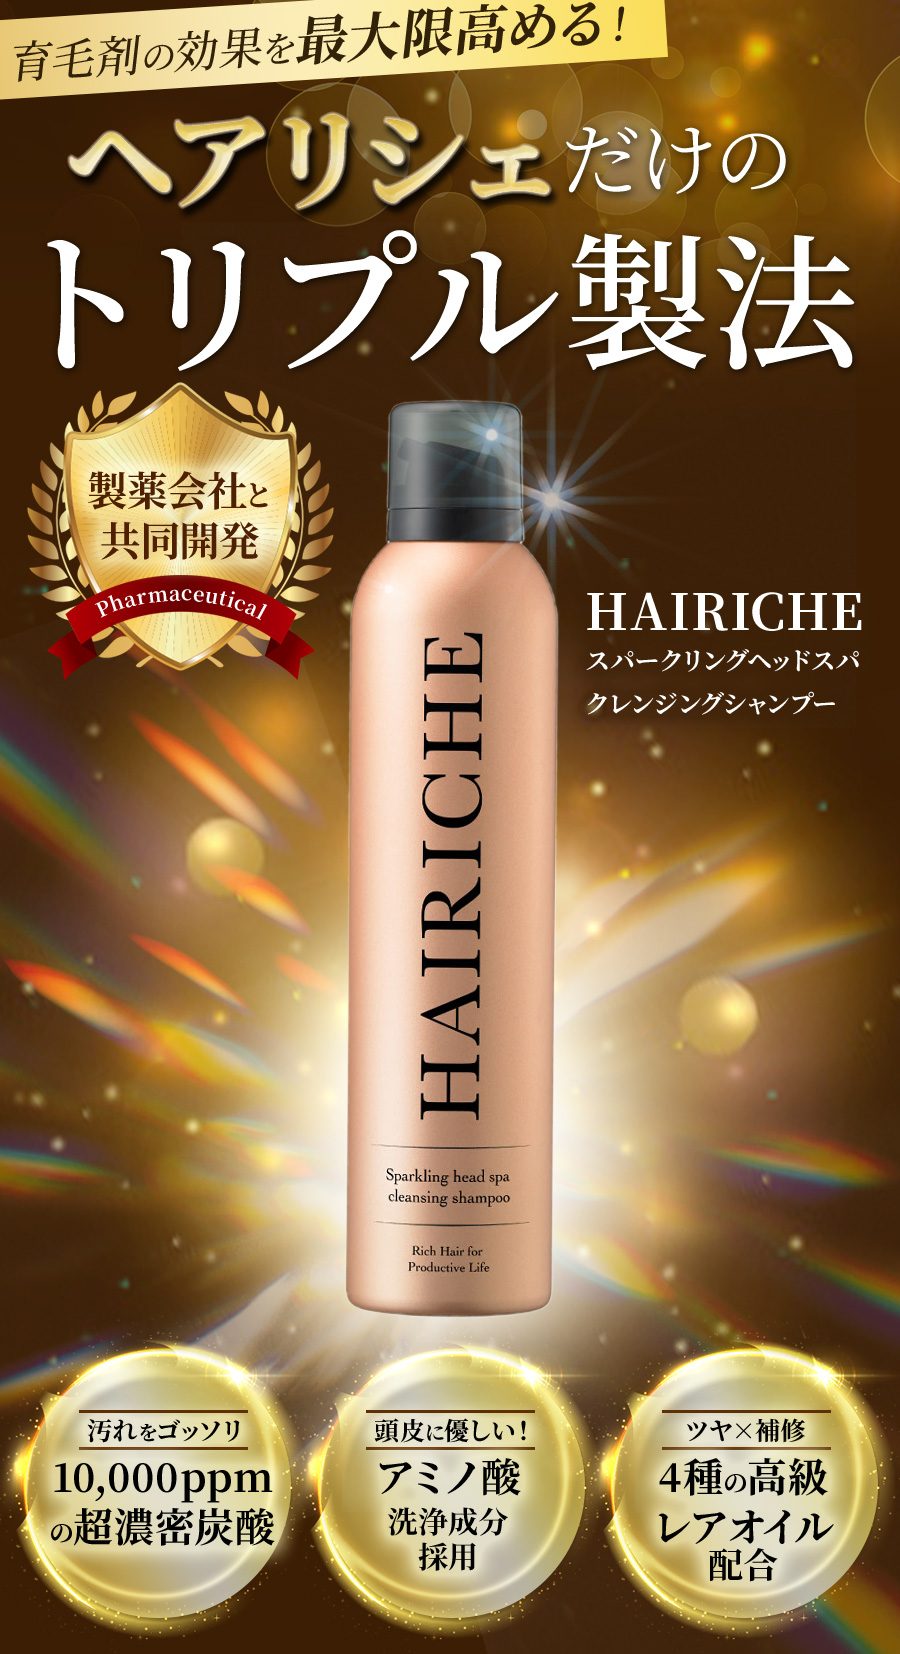 育毛剤の効果を最大限高める！
ヘアリシェだけの
トリプル製法
製薬会社と
共同開発
Pharmaceutical
HAIRICHE
スパークリングヘッドスパ
クレンジングシャンプー
HAIRICHE
Sparkling head spa
cleansing shampoo
Rich Hair for
Productive Life
汚れをゴッソリ
10,000ppm
の超濃密炭酸
頭皮に優しい！
アミノ酸
洗浄成分
採用
ツヤ×補修
4種の高級
レアオイル
配合